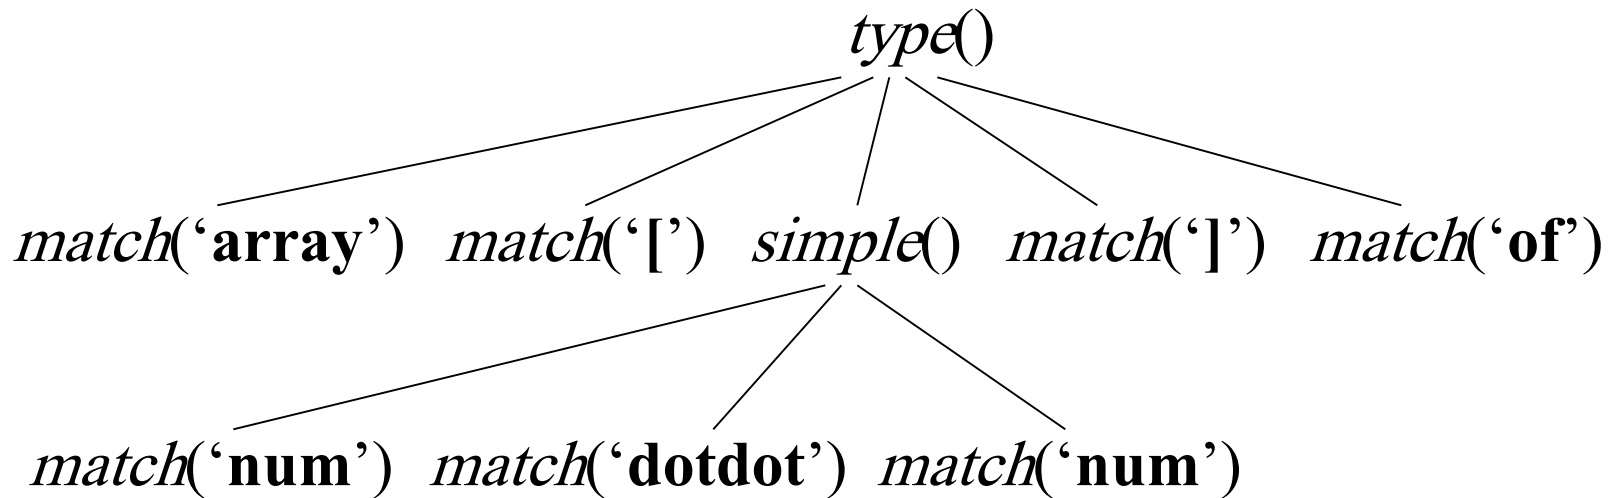 type()
match(‘array’) match(‘[’) simple() match(‘]’) match(‘of’)
match(‘num’) match(‘dotdot’) match(‘num’)